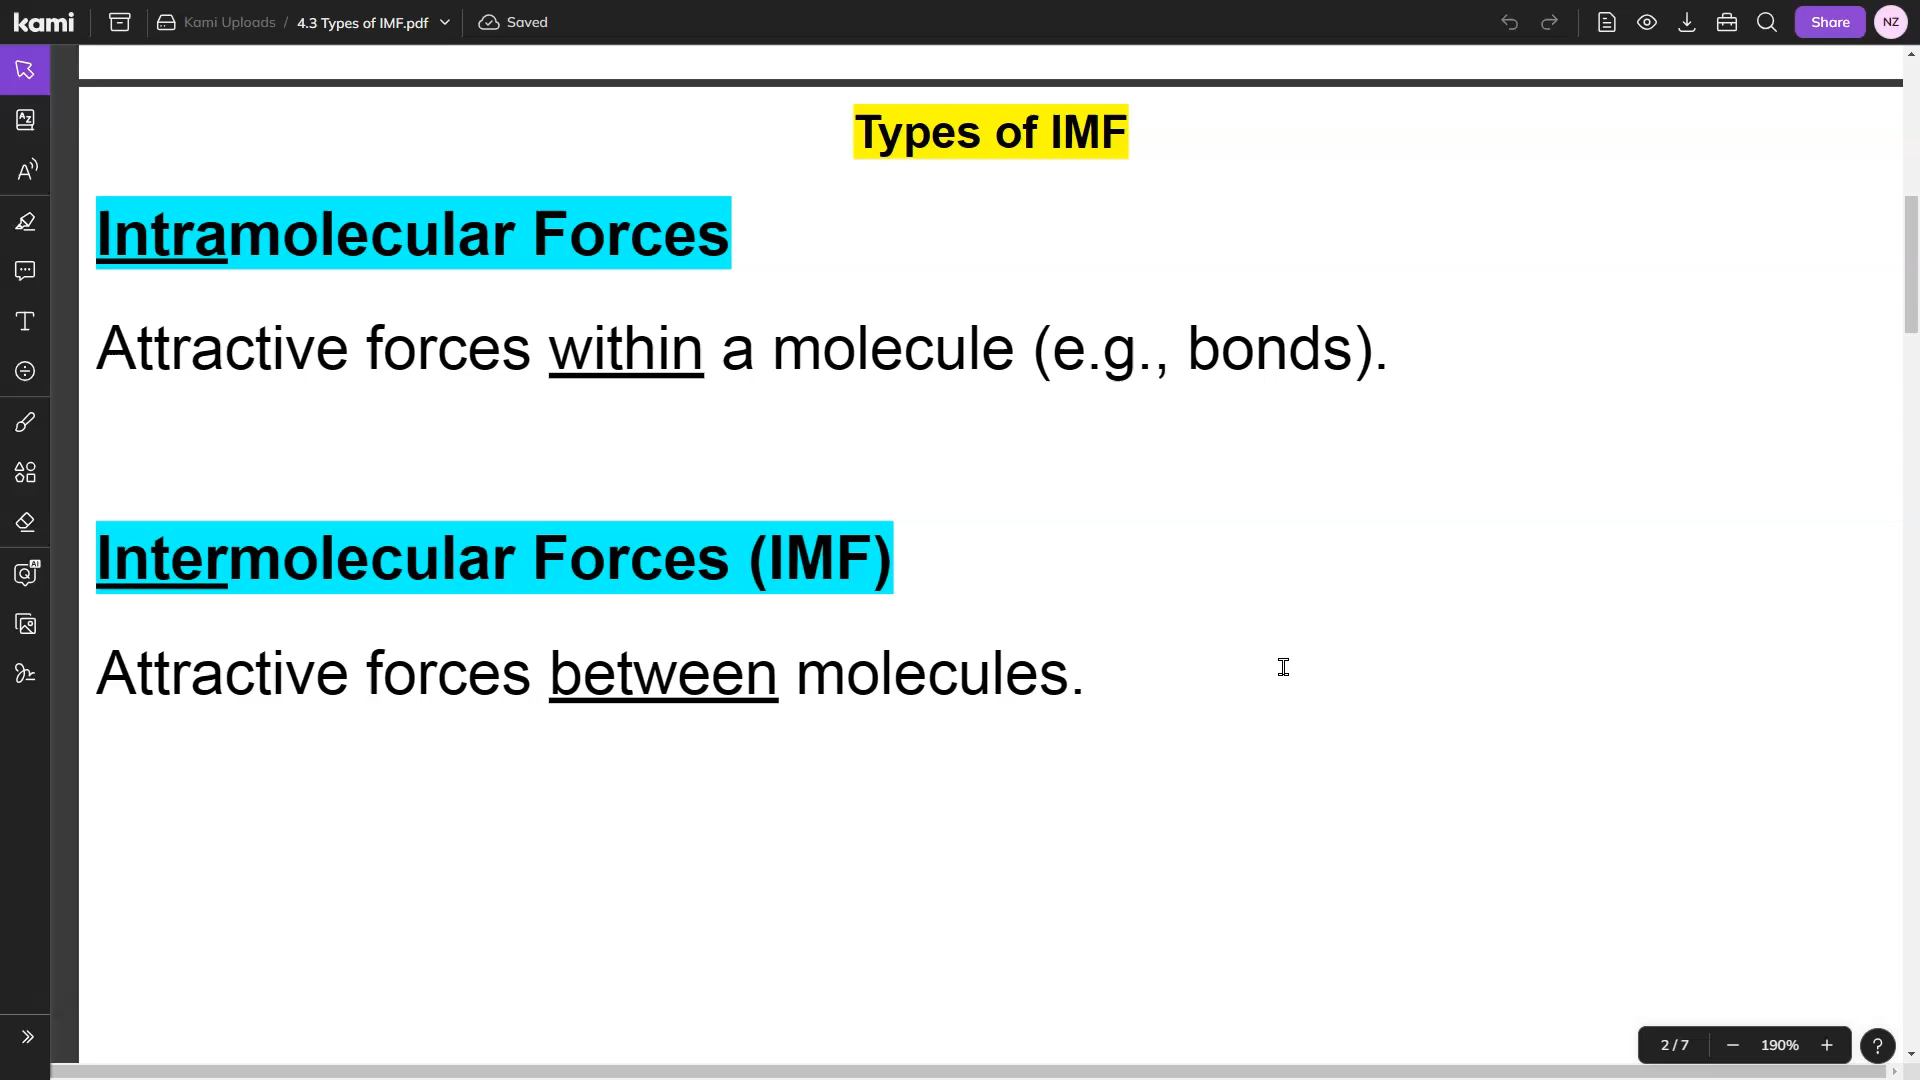 kami Kami Uploads / 4.3 Types of IMF.pdf Saved Share NZ
Types of IMF
Intramolecular Forces
Attractive forces within a molecule (e.g., bonds).
Intermolecular Forces (IMF)
Attractive forces between molecules.
2 / 7 190%